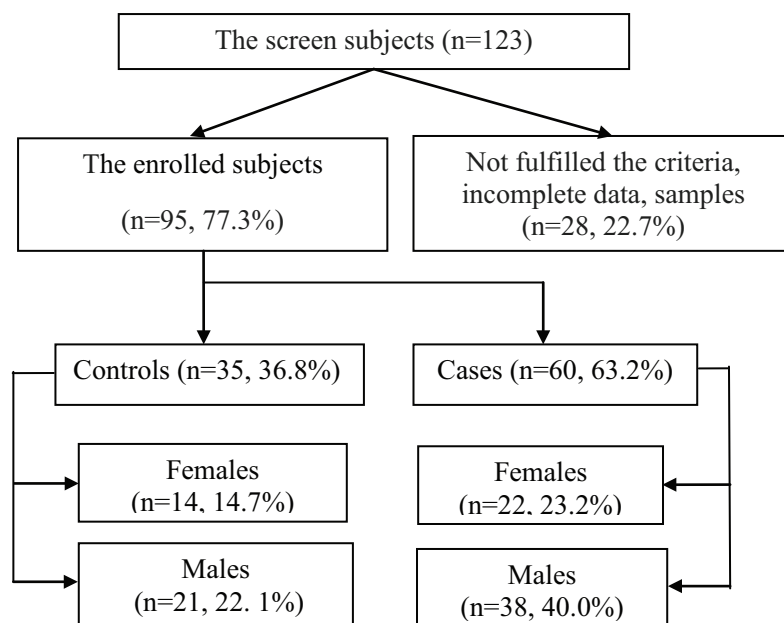 The screen subjects (n=123)
The enrolled subjects
(n=95, 77.3%)
Not fulfilled the criteria,
incomplete data, samples
(n=28, 22.7%)
Controls (n=35, 36.8%)
Cases (n=60, 63.2%)
Females
(n=14, 14.7%)
Females
(n=22, 23.2%)
Males
(n=21, 22. 1%)
Males
(n=38, 40.0%)